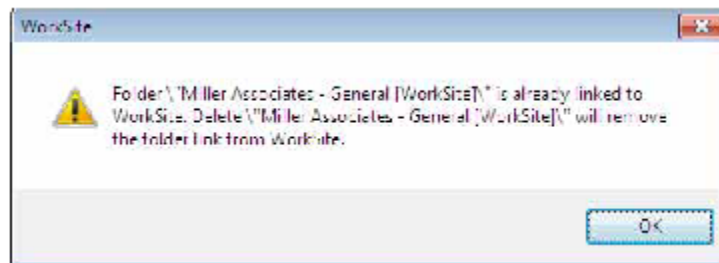 WorkSite
Folder \"Miller Associates - General [WorkSite]\" is already linked to
WorkSite. Delete \"Miller Associates - General [WorkSite]\" will remove
the folder link from WorkSite.
OK